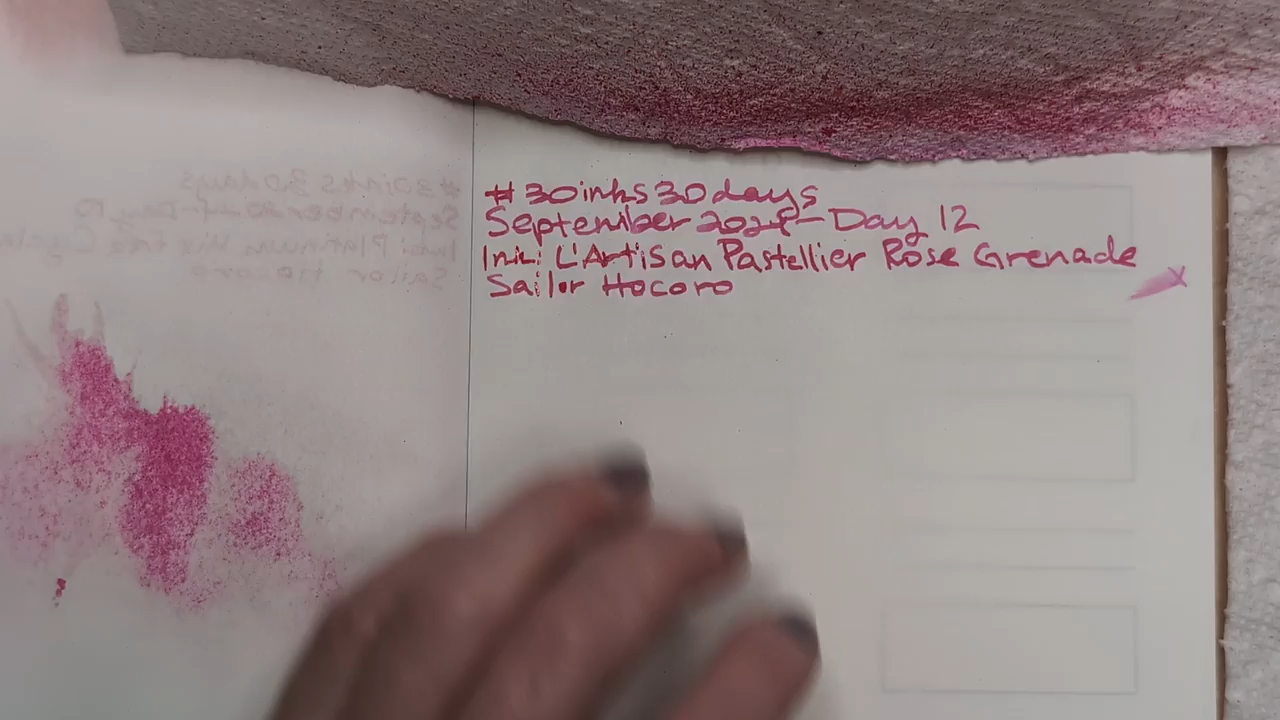 #30inks30days
September 2024 - Day 12
Ink: L'Artisan Pastellier Rose Grenade
Sailor Hocoro
x